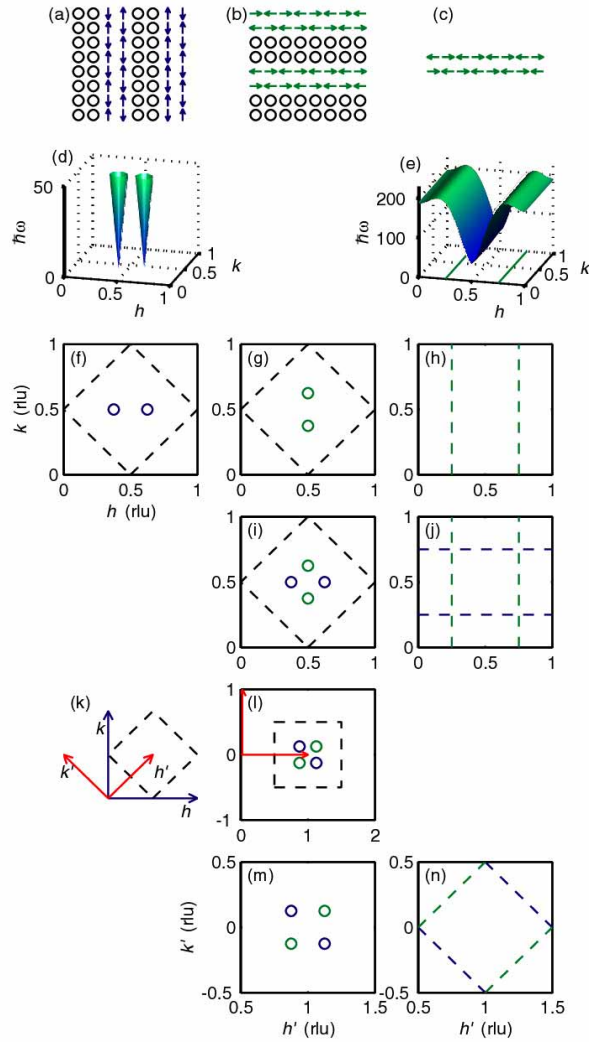 (a) (b) (c)
(d) (e)
50
0
ħω
0 0.5 1
h
0 0.5 1
k
200
100
0
ħω
0 0.5 1
h
0 0.5 1
k
(f) (g) (h)
1
0.5
0
k (rlu)
0 0.5 1
h (rlu)
1
0.5
0
0 0.5 1
1
0.5
0
0 0.5 1
(i) (j)
1
0.5
0
0 0.5 1
1
0.5
0
0 0.5 1
(k) (l)
k
k′ h′
h
1
0
-1
0 1 2
(m) (n)
0.5
0
-0.5
k′ (rlu)
0.5 1 1.5
h′ (rlu)
0.5
0
-0.5
0.5 1 1.5
h′ (rlu)